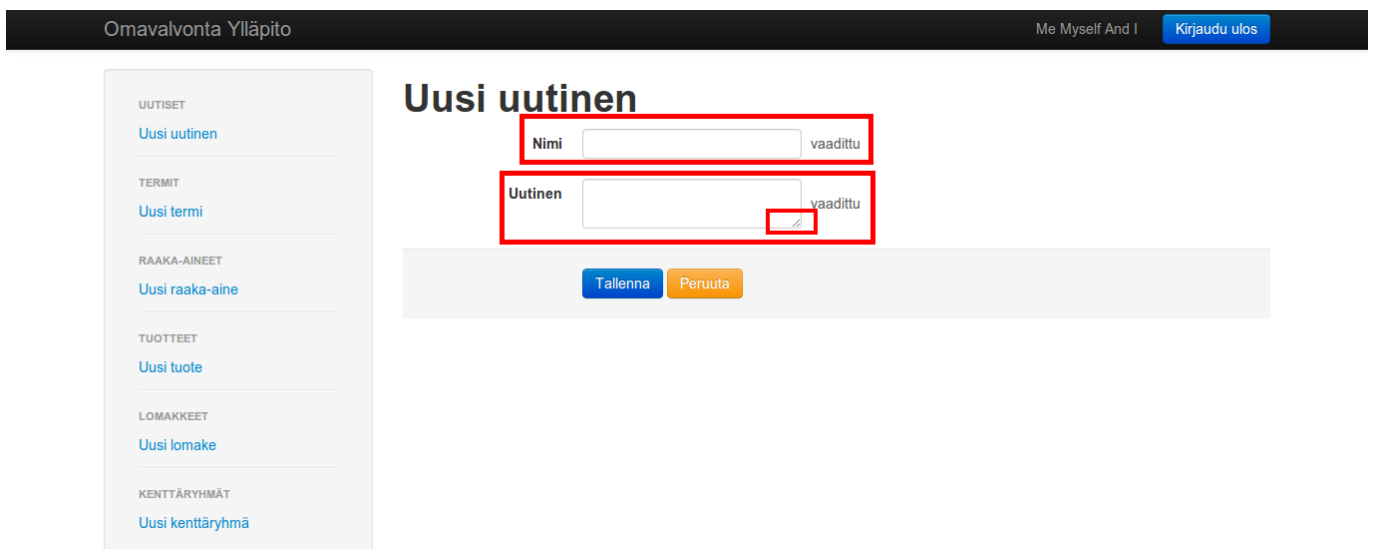 Omavalvonta Ylläpito
Me Myself And I
Kirjaudu ulos
UUTISET
Uusi uutinen
TERMIT
Uusi termi
RAAKA-AINEET
Uusi raaka-aine
TUOTTEET
Uusi tuote
LOMAKKEET
Uusi lomake
KENTTÄRYHMÄT
Uusi kenttäryhmä
Uusi uutinen
Nimi vaadittu
Uutinen vaadittu
Tallenna Peruuta